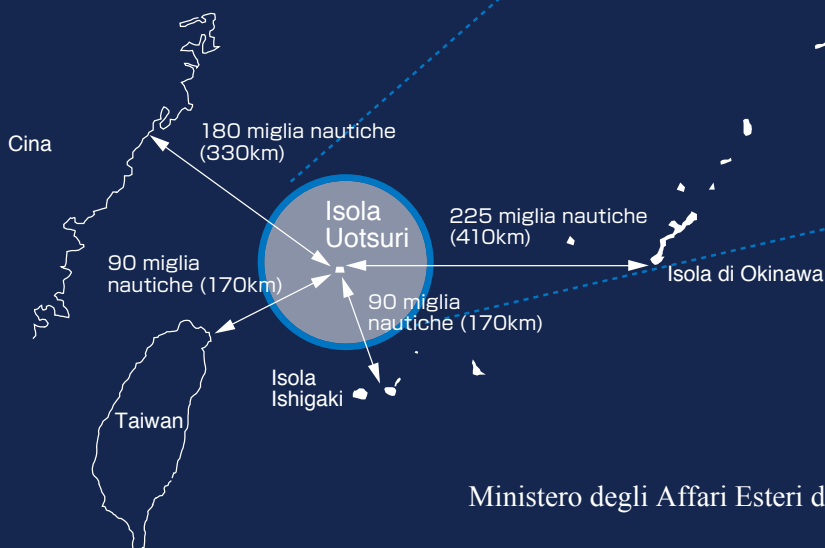 180 miglia nautiche
(330km)
Cina
Isola
Uotsuri
225 miglia nautiche
(410km)
90 miglia
nautiche (170km)
Isola di Okinawa
90 miglia
nautiche (170km)
Isola
Ishigaki
Taiwan
Ministero degli Affari Esteri d